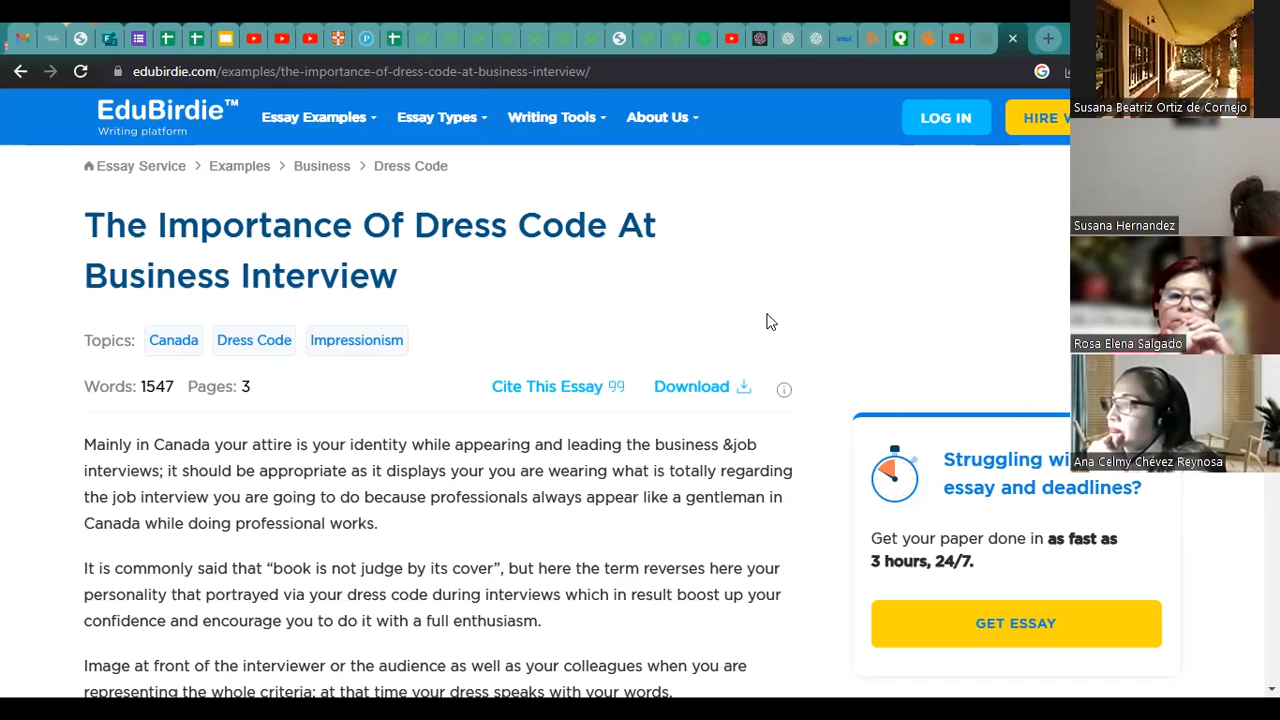 edubirdie.com/examples/the-importance-of-dress-code-at-business-interview/
EduBirdie™
Writing platform
Essay Examples
Essay Types
Writing Tools
About Us
LOG IN
HIRE
Essay Service > Examples > Business > Dress Code
The Importance Of Dress Code At
Business Interview
Topics: Canada Dress Code Impressionism
Words: 1547 Pages: 3
Cite This Essay
Download
Mainly in Canada your attire is your identity while appearing and leading the business &job
interviews; it should be appropriate as it displays your you are wearing what is totally regarding
the job interview you are going to do because professionals always appear like a gentleman in
Canada while doing professional works.
It is commonly said that “book is not judge by its cover”, but here the term reverses here your
personality that portrayed via your dress code during interviews which in result boost up your
confidence and encourage you to do it with a full enthusiasm.
Image at front of the interviewer or the audience as well as your colleagues when you are
representing the whole criteria; at that time your dress speaks with your words.
Struggling wi
essay and deadlines?
Get your paper done in as fast as
3 hours, 24/7.
GET ESSAY
Susana Beatriz Ortiz de Cornejo
Susana Hernandez
Rosa Elena Salgado
Ana Celmy Chévez Reynosa